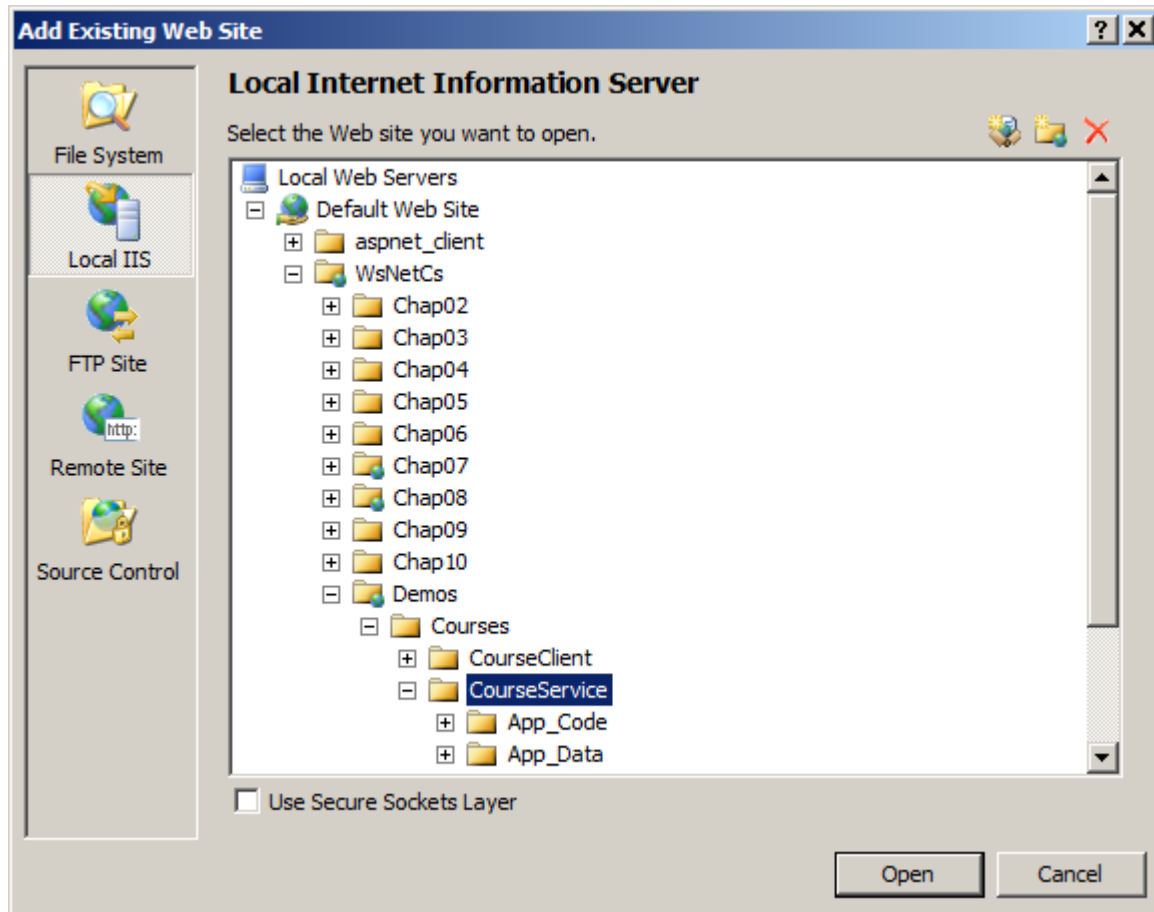 Add Existing Web Site
File System
Local IIS
FTP Site
http:
Remote Site
Source Control
Local Internet Information Server
Select the Web site you want to open.
Local Web Servers
Default Web Site
aspnet_client
WsNetCs
Chap02
Chap03
Chap04
Chap05
Chap06
Chap07
Chap08
Chap09
Chap10
Demos
Courses
CourseClient
CourseService
App_Code
App_Data
Use Secure Sockets Layer
Open Cancel